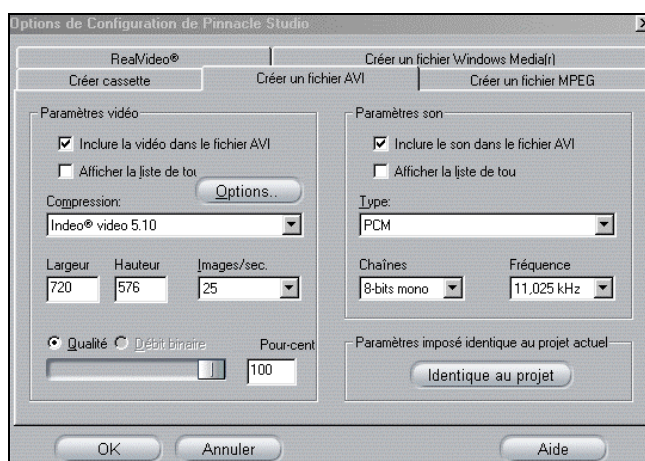 Options de Configuration de Pinnacle Studio
RealVideo®
Créer un fichier Windows Media(r)
Créer cassette
Créer un fichier AVI
Créer un fichier MPEG
Paramètres vidéo
Inclure la vidéo dans le fichier AVI
Afficher la liste de tou
Options..
Compression:
Indeo® video 5.10
Largeur Hauteur Images/sec.
720 576 25
Qualité Débit binaire Pour-cent
100
Paramètres son
Inclure le son dans le fichier AVI
Afficher la liste de tou
Type:
PCM
Chaînes Fréquence
8-bits mono 11,025 kHz
Paramètres imposé identique au projet actuel
Identique au projet
OK Annuler Aide